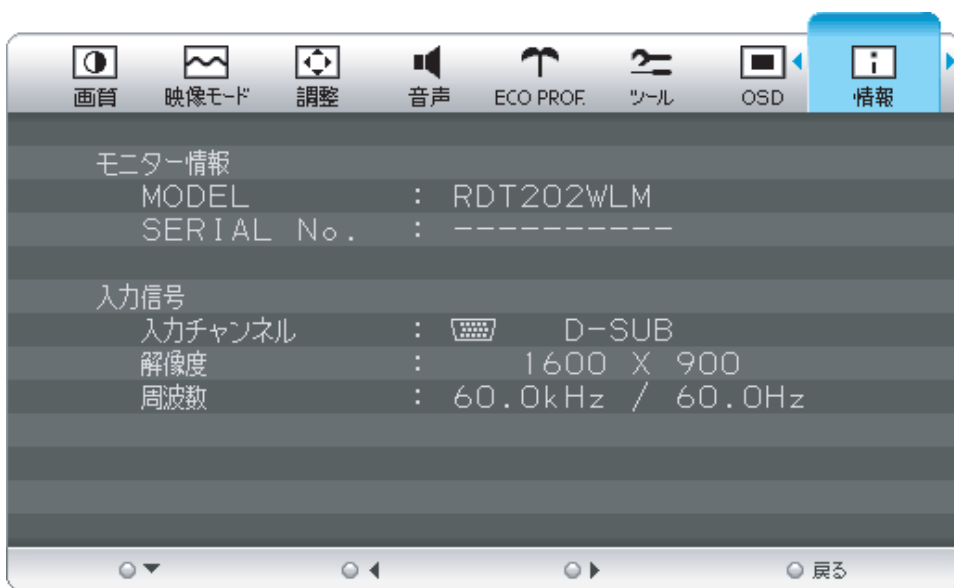 画質 映像モード 調整 音声 ECO PROF. ツール OSD 情報
モニター情報
MODEL : RDT202WLM
SERIAL No. : ----------
入力信号
入力チャンネル : D-SUB
解像度 : 1600 X 900
周波数 : 60.0kHz / 60.0Hz
戻る